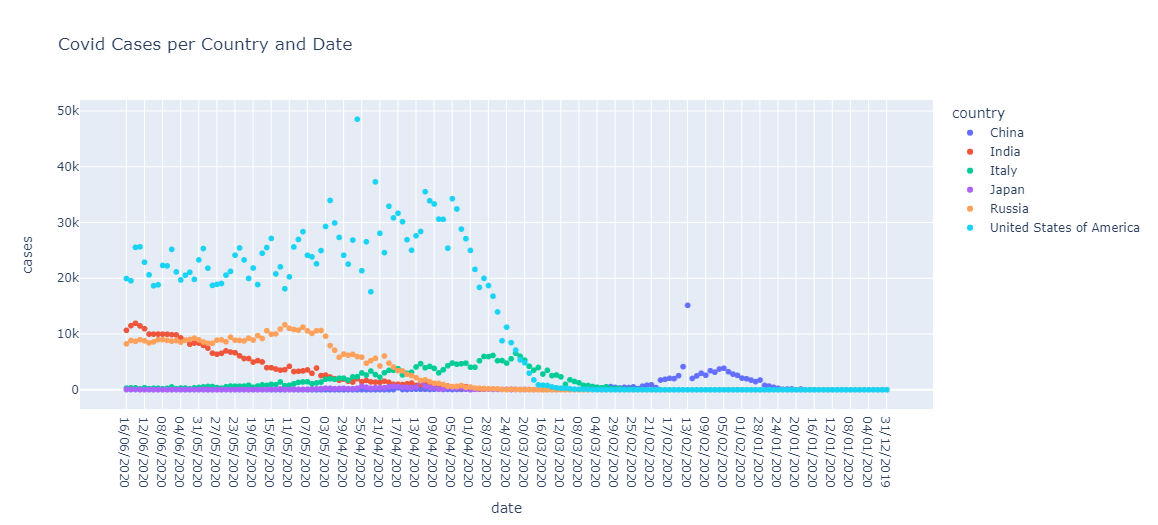 Covid Cases per Country and Date
country
China
India
Italy
Japan
Russia
United States of America
cases
50k
40k
30k
20k
10k
0
16/06/2020
12/06/2020
08/06/2020
04/06/2020
31/05/2020
27/05/2020
23/05/2020
19/05/2020
15/05/2020
11/05/2020
07/05/2020
03/05/2020
29/04/2020
25/04/2020
21/04/2020
17/04/2020
13/04/2020
09/04/2020
05/04/2020
01/04/2020
28/03/2020
24/03/2020
20/03/2020
16/03/2020
12/03/2020
08/03/2020
04/03/2020
29/02/2020
25/02/2020
21/02/2020
17/02/2020
13/02/2020
09/02/2020
05/02/2020
01/02/2020
28/01/2020
24/01/2020
20/01/2020
16/01/2020
12/01/2020
08/01/2020
04/01/2020
31/12/2019
date